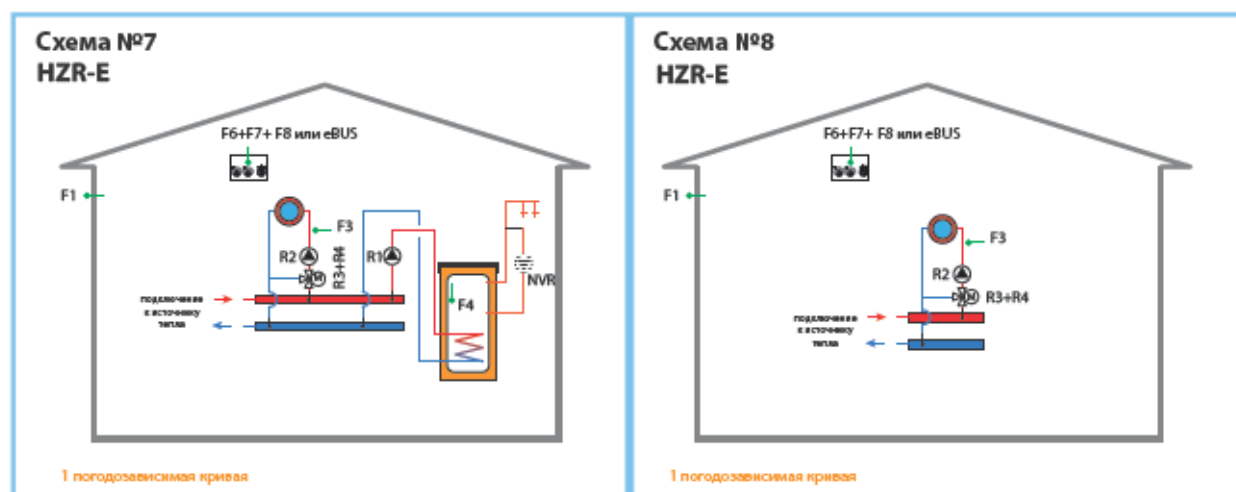 Схема №7
HZR-E
F6+F7+ F8 или eBUS
F1
F3
R2
R3+R4
R1
NVR
F4
подключение
к источнику
тепла
1 погодозависимая кривая
Схема №8
HZR-E
F6+F7+ F8 или eBUS
F1
F3
R2
R3+R4
подключение
к источнику
тепла
1 погодозависимая кривая